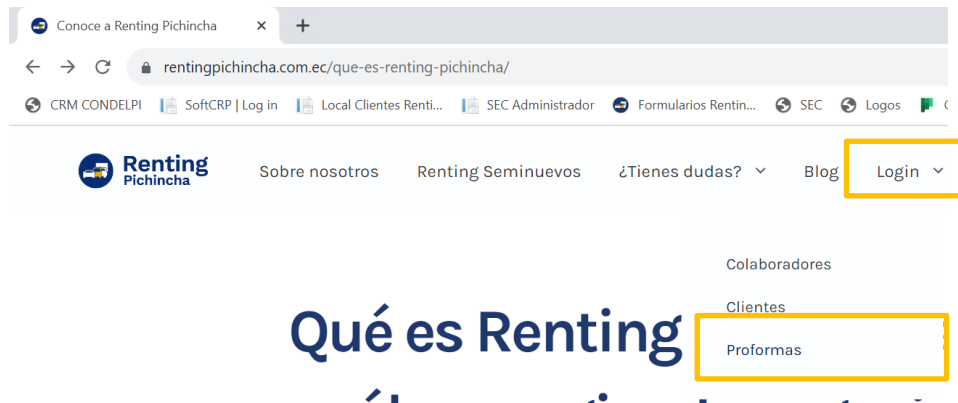 Conoce a Renting Pichincha
rentingpichincha.com.ec/que-es-renting-pichincha/
CRM CONDELPI SoftCRP | Log in Local Clientes Renti... SEC Administrador Formularios Rentin... SEC Logos
Renting
Pichincha
Sobre nosotros Renting Seminuevos ¿Tienes dudas? Blog Login
Colaboradores
Clientes
Proformas
Qué es Renting